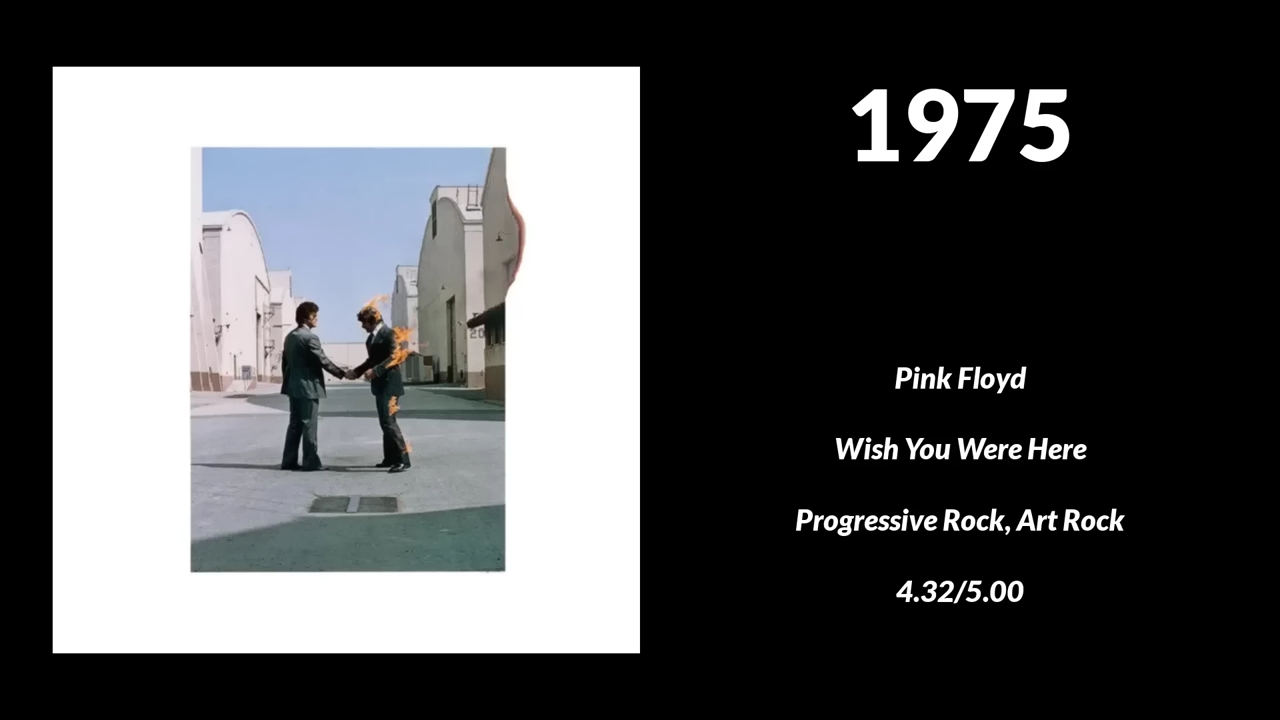 1975
Pink Floyd
Wish You Were Here
Progressive Rock, Art Rock
4.32/5.00